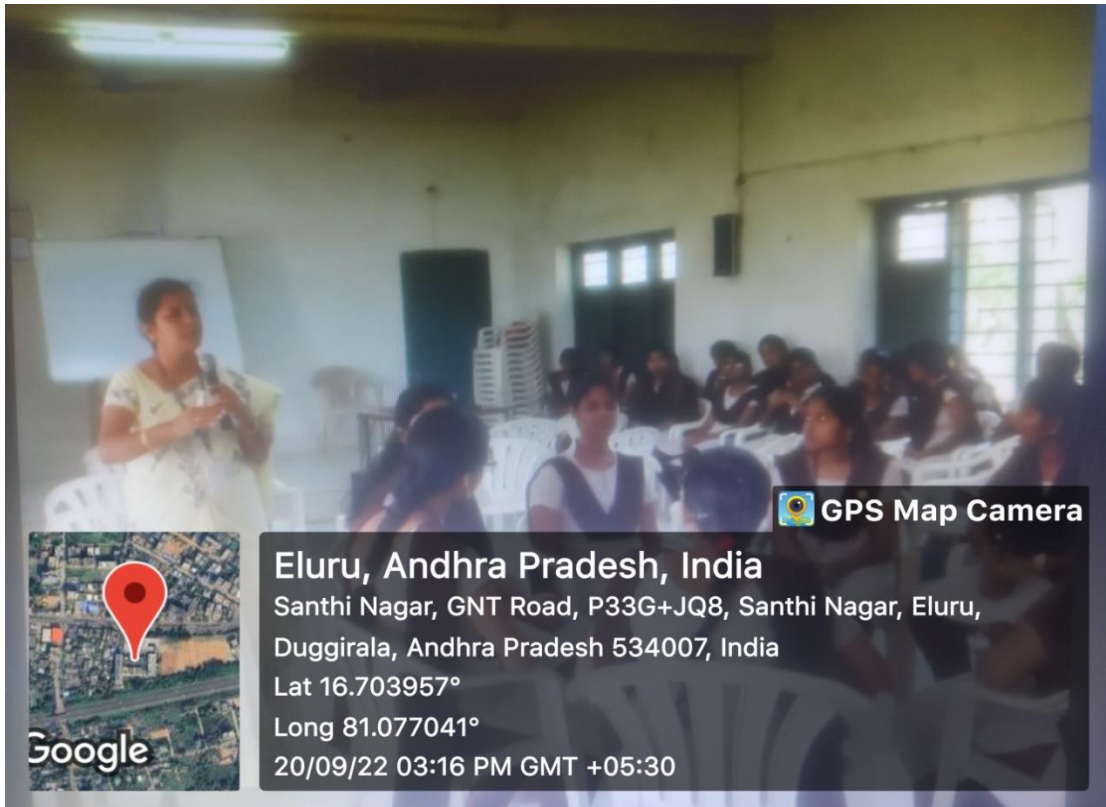 GPS Map Camera
Eluru, Andhra Pradesh, India
Santhi Nagar, GNT Road, P33G+JQ8, Santhi Nagar, Eluru,
Duggirala, Andhra Pradesh 534007, India
Lat 16.703957°
Long 81.077041°
20/09/22 03:16 PM GMT +05:30
Google